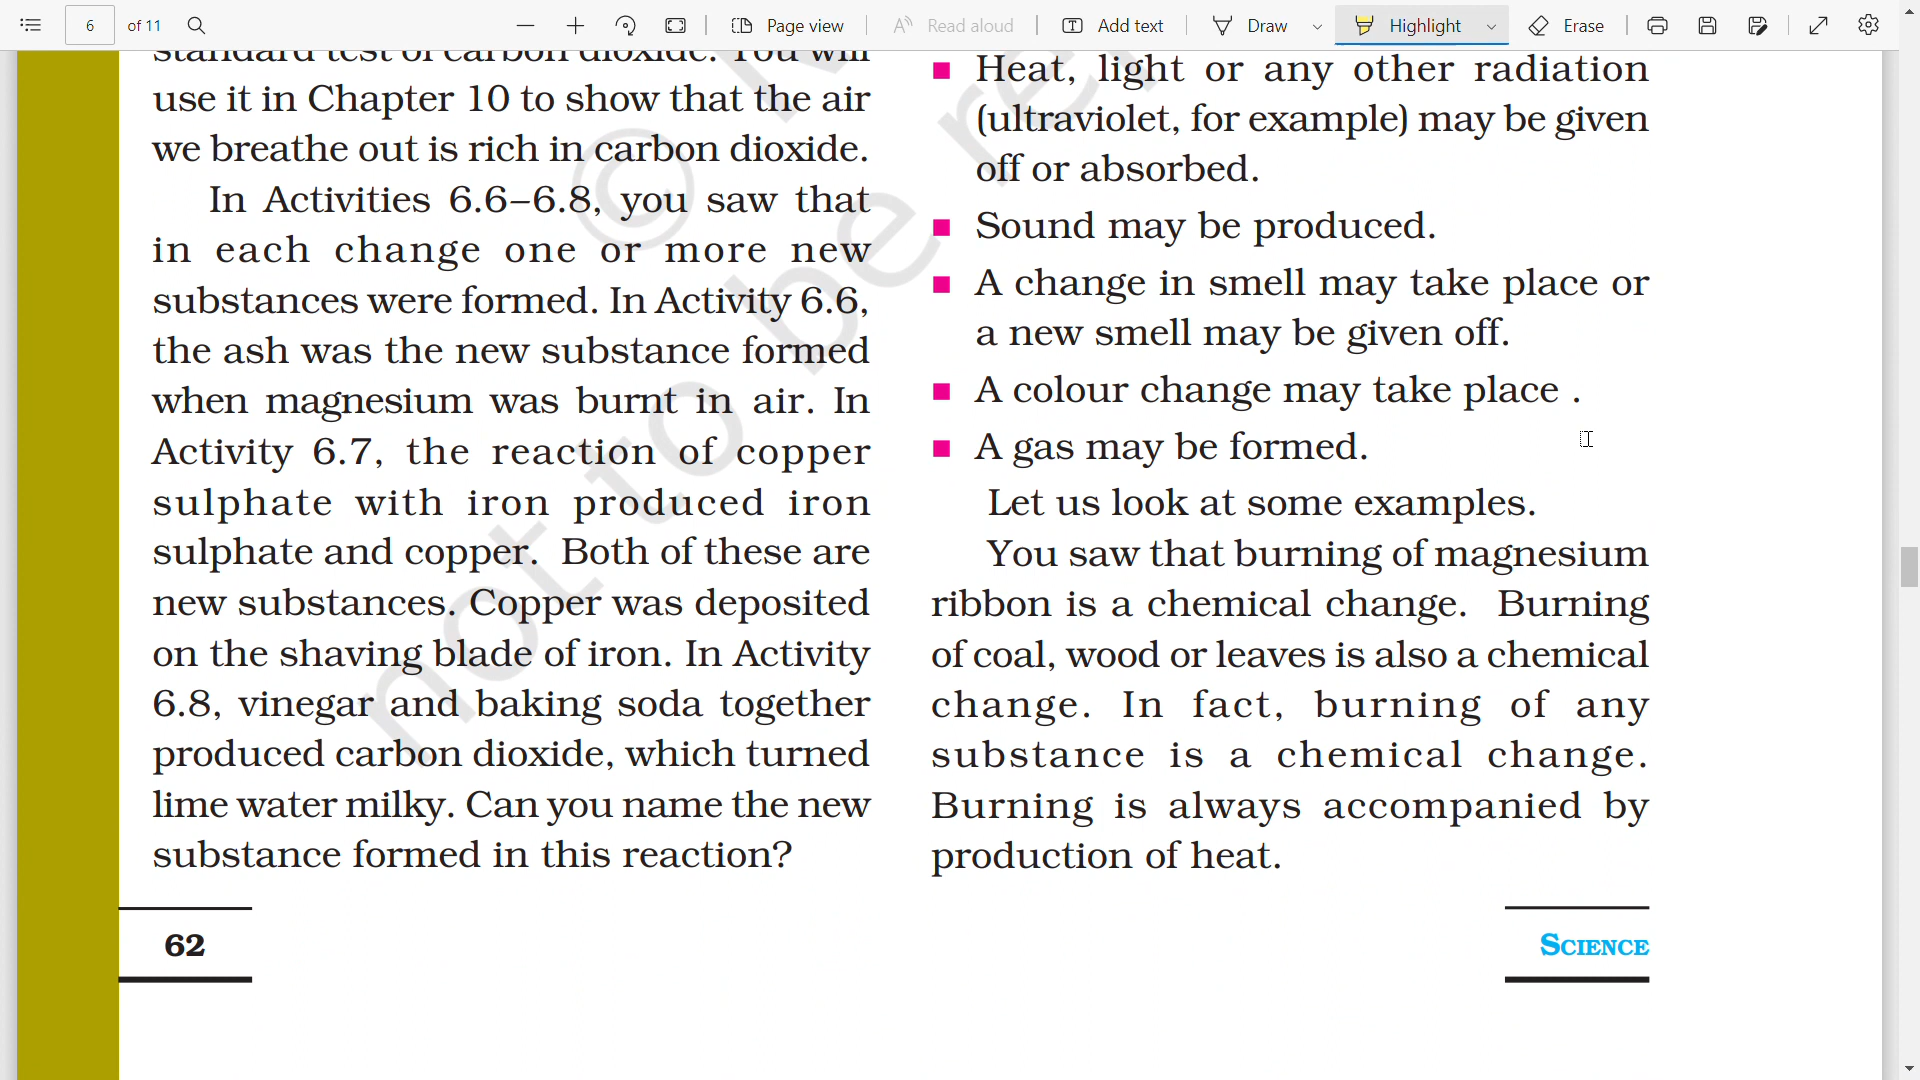 6 of 11 Page view Read aloud Add text Draw Highlight Erase
standard test of carbon dioxide. You will
use it in Chapter 10 to show that the air
we breathe out is rich in carbon dioxide.
In Activities 6.6–6.8, you saw that
in each change one or more new
substances were formed. In Activity 6.6,
the ash was the new substance formed
when magnesium was burnt in air. In
Activity 6.7, the reaction of copper
sulphate with iron produced iron
sulphate and copper. Both of these are
new substances. Copper was deposited
on the shaving blade of iron. In Activity
6.8, vinegar and baking soda together
produced carbon dioxide, which turned
lime water milky. Can you name the new
substance formed in this reaction?
62
Heat, light or any other radiation
(ultraviolet, for example) may be given
off or absorbed.
Sound may be produced.
A change in smell may take place or
a new smell may be given off.
A colour change may take place .
A gas may be formed.
Let us look at some examples.
You saw that burning of magnesium
ribbon is a chemical change. Burning
of coal, wood or leaves is also a chemical
change. In fact, burning of any
substance is a chemical change.
Burning is always accompanied by
production of heat.
SCIENCE
©
not to be re